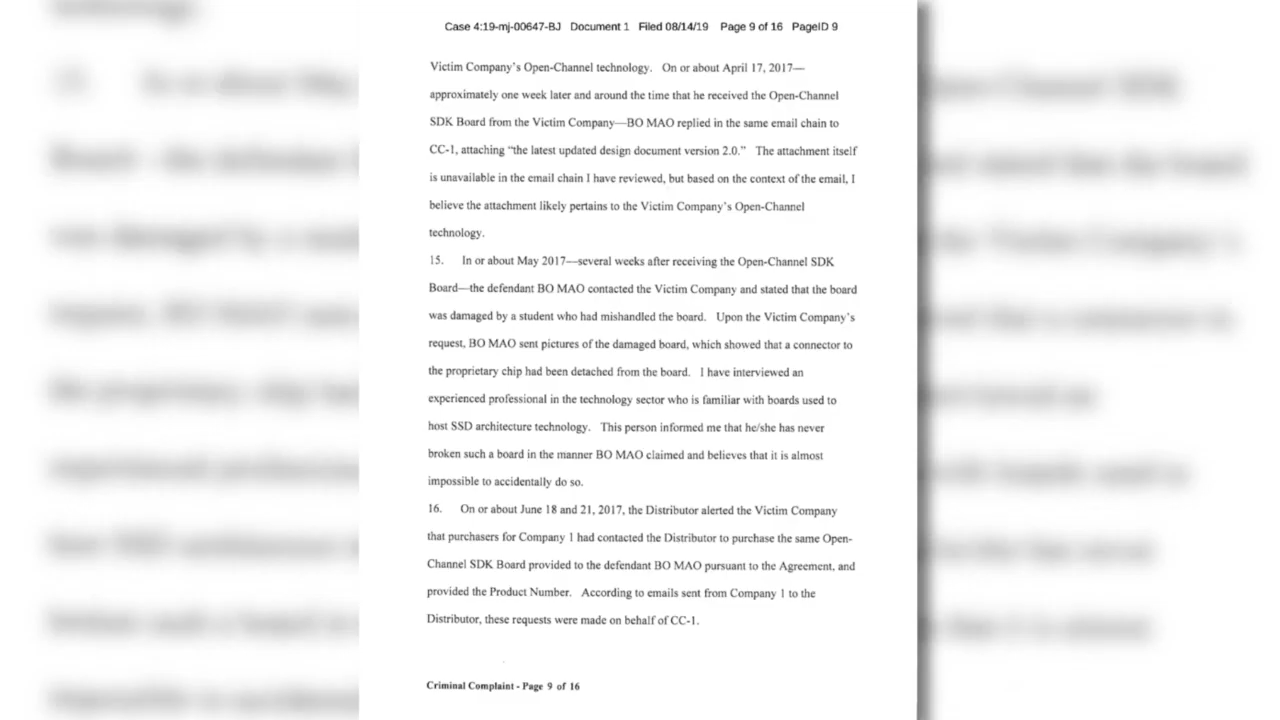 Case 4:19-mj-00647-BJ Document 1 Filed 08/14/19 Page 9 of 16 PageID 9
Victim Company's Open-Channel technology. On or about April 17, 2017—
approximately one week later and around the time that he received the Open-Channel
SDK Board from the Victim Company—BO MAO replied in the same email chain to
CC-1, attaching “the latest updated design document version 2.0.” The attachment itself
is unavailable in the email chain I have reviewed, but based on the context of the email, I
believe the attachment likely pertains to the Victim Company's Open-Channel
technology.
15. In or about May 2017—several weeks after receiving the Open-Channel SDK
Board—the defendant BO MAO contacted the Victim Company and stated that the board
was damaged by a student who had mishandled the board. Upon the Victim Company's
request, BO MAO sent pictures of the damaged board, which showed that a connector to
the proprietary chip had been detached from the board. I have interviewed an
experienced professional in the technology sector who is familiar with boards used to
host SSD architecture technology. This person informed me that he/she has never
broken such a board in the manner BO MAO claimed and believes that it is almost
impossible to accidentally do so.
16. On or about June 18 and 21, 2017, the Distributor alerted the Victim Company
that purchasers for Company 1 had contacted the Distributor to purchase the same Open-
Channel SDK Board provided to the defendant BO MAO pursuant to the Agreement, and
provided the Product Number. According to emails sent from Company 1 to the
Distributor, these requests were made on behalf of CC-1.
Criminal Complaint - Page 9 of 16